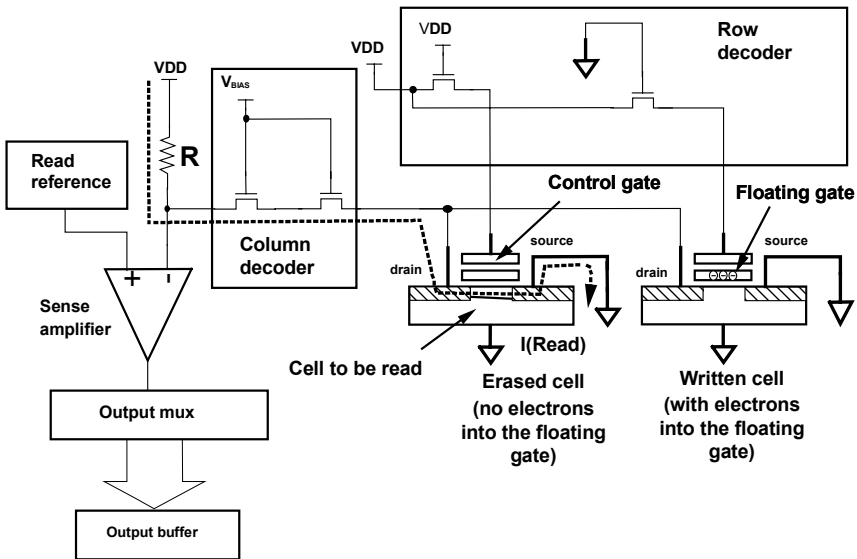 VDD
VDD
VDD
Row
decoder
V_BIAS
Read
reference
R
Column
decoder
Control gate
Floating gate
drain
source
drain
source
+
-
Sense
amplifier
Cell to be read
I(Read)
Erased cell
(no electrons
into the floating
gate)
Written cell
(with electrons
into the floating
gate)
Output mux
Output buffer